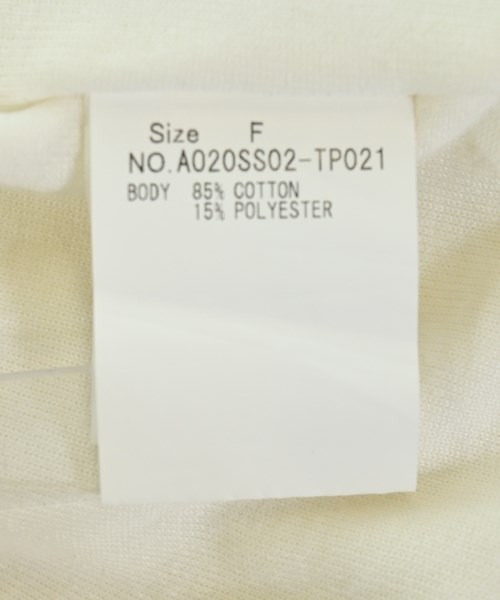 Size F
NO.A020SS02-TP021
BODY 85% COTTON
15% POLYESTER